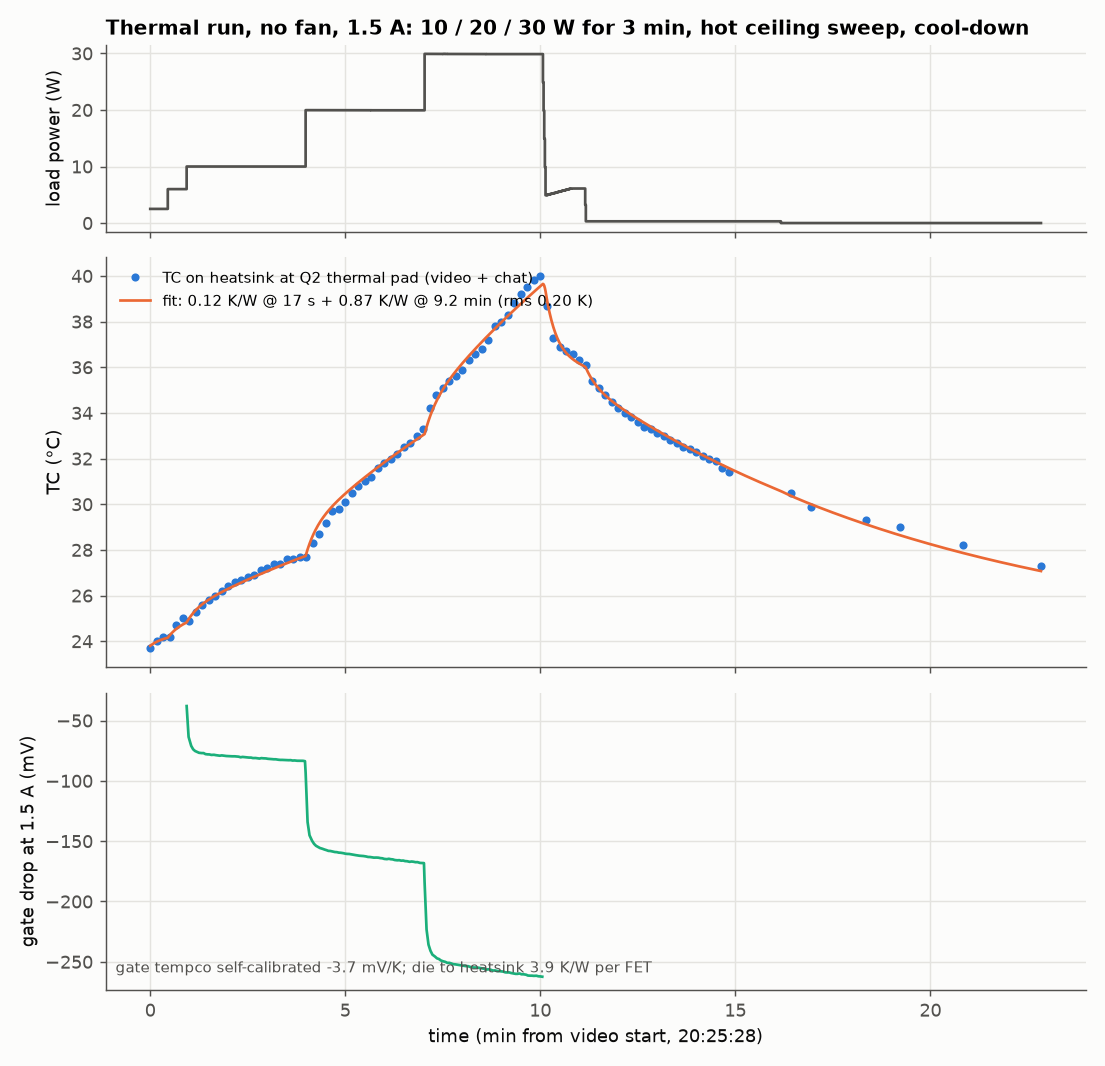 Thermal run, no fan, 1.5 A: 10 / 20 / 30 W for 3 min, hot ceiling sweep, cool-down
load power (W)
30
20
10
0
TC (°C)
40
38
36
34
32
30
28
26
24
TC on heatsink at Q2 thermal pad (video + chat)
fit: 0.12 K/W @ 17 s + 0.87 K/W @ 9.2 min (rms 0.20 K)
gate drop at 1.5 A (mV)
−50
−100
−150
−200
−250
gate tempco self-calibrated -3.7 mV/K; die to heatsink 3.9 K/W per FET
0 5 10 15 20
time (min from video start, 20:25:28)